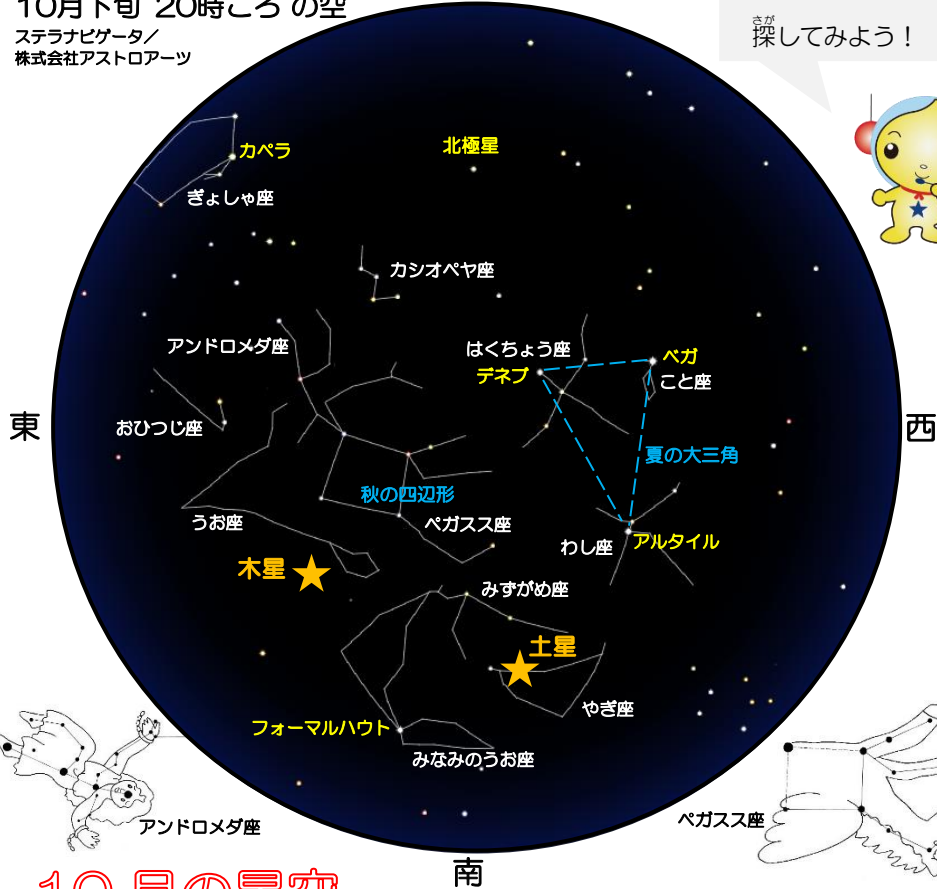 10月下旬 20時ころ の空
ステラナビゲータ／
株式会社アストロアーツ
さが
探してみよう！
カペラ
北極星
ぎょしゃ座
カシオペヤ座
アンドロメダ座
はくちょう座
ベガ
デネブ
こと座
おひつじ座
東
西
夏の大三角
秋の四辺形
うお座
ペガスス座
わし座
アルタイル
木星
みずがめ座
土星
やぎ座
フォーマルハウト
みなみのうお座
アンドロメダ座
ペガスス座
南
10月の星空